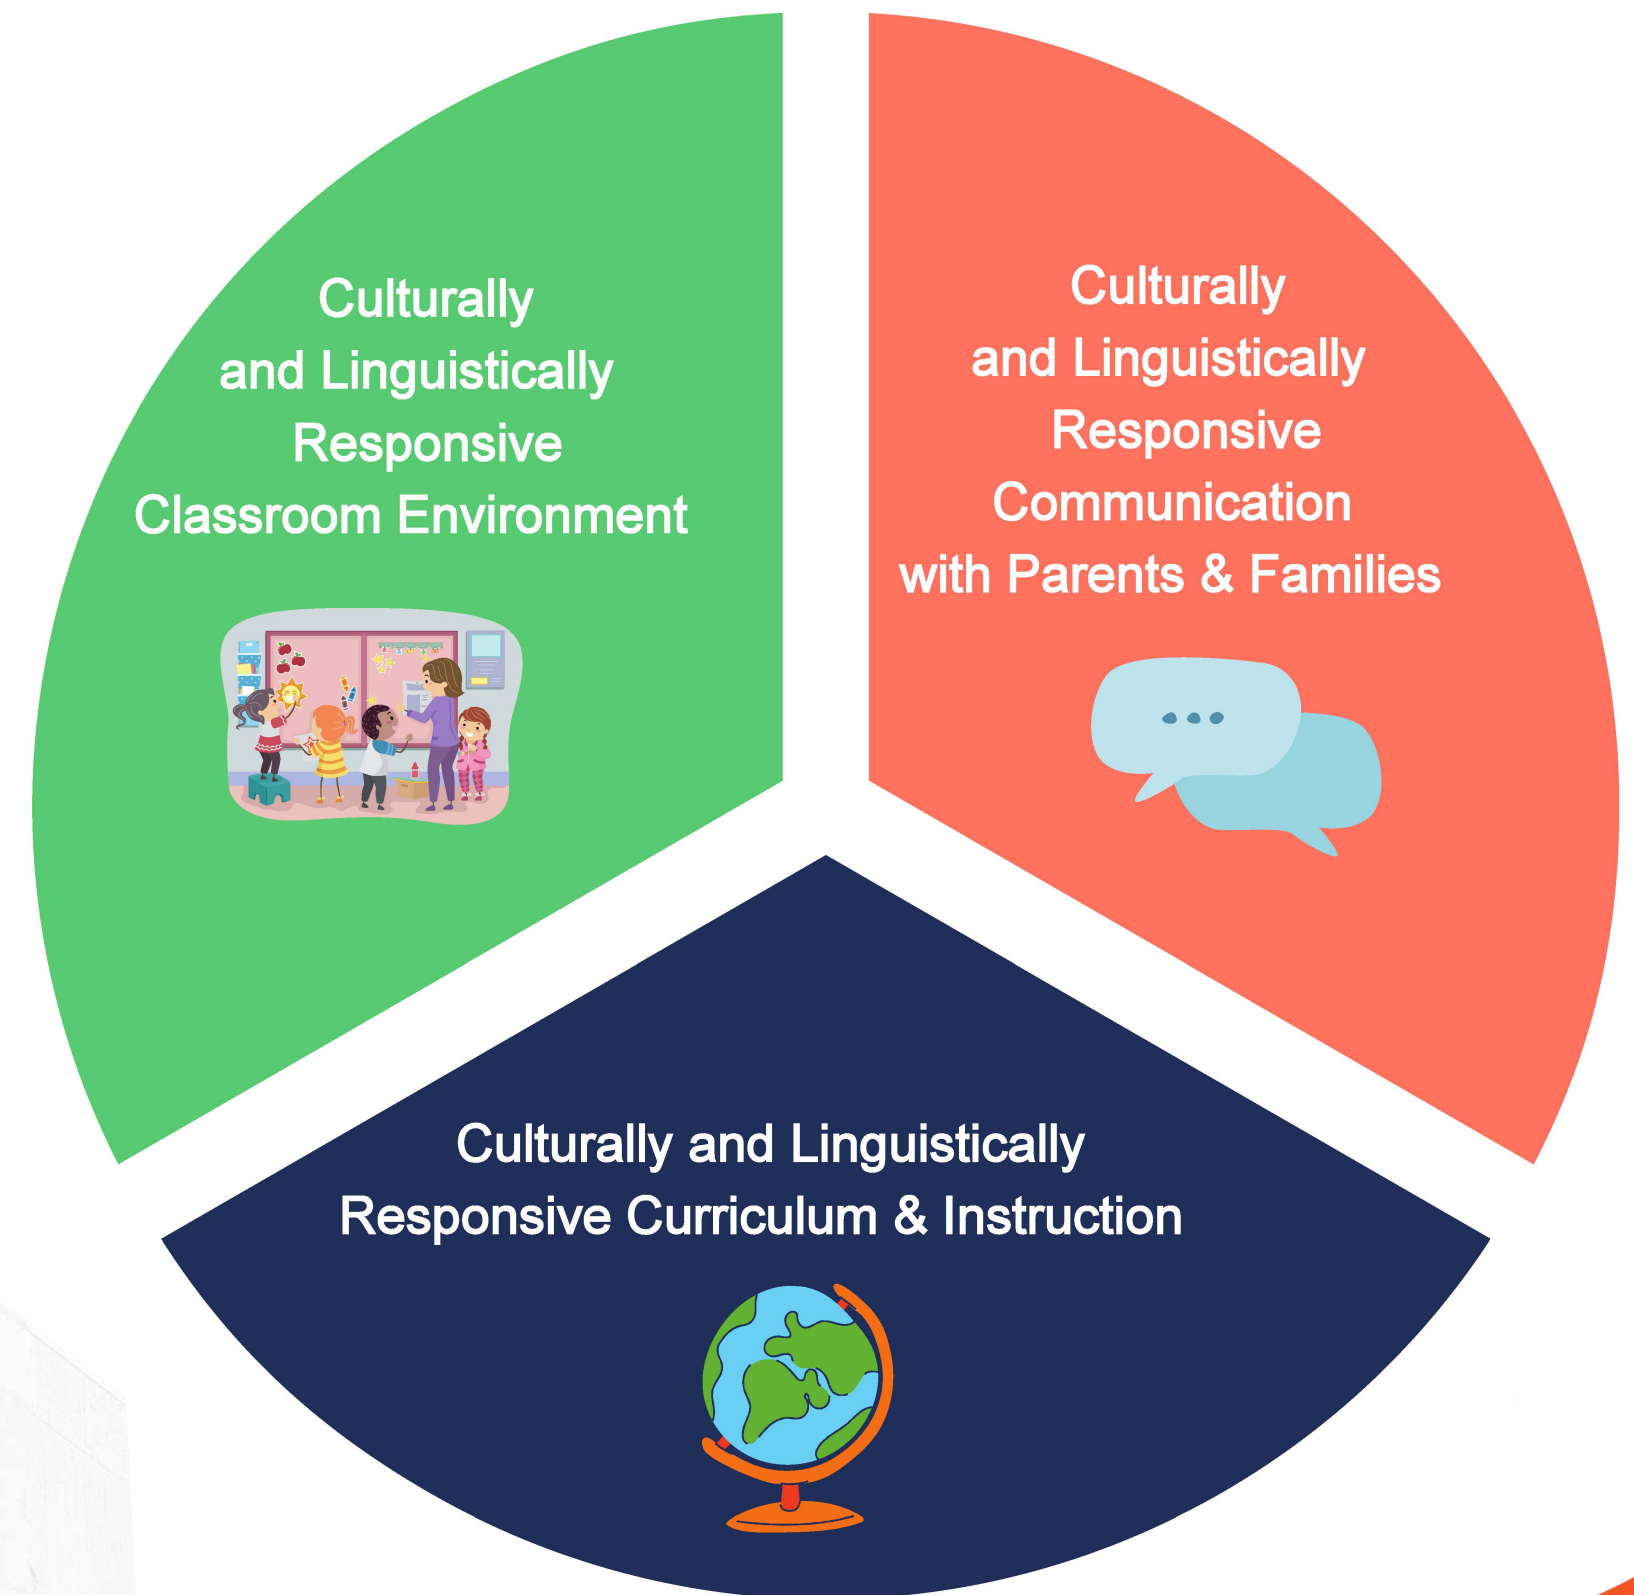 Culturally
and Linguistically
Responsive
Classroom Environment
Culturally
and Linguistically
Responsive
Communication
with Parents & Families
Culturally and Linguistically
Responsive Curriculum & Instruction